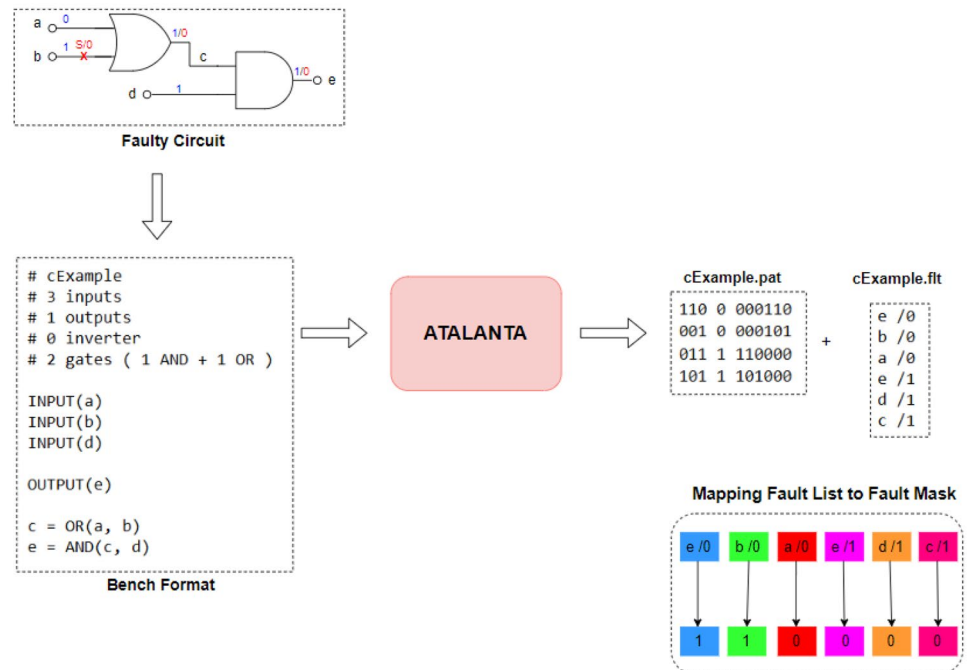 a
0
1/0
b
1
S/0
X
c
1/0
e
d
1
Faulty Circuit
# cExample
# 3 inputs
# 1 outputs
# 0 inverter
# 2 gates ( 1 AND + 1 OR )
INPUT(a)
INPUT(b)
INPUT(d)
OUTPUT(e)
c = OR(a, b)
e = AND(c, d)
Bench Format
ATALANTA
cExample.pat
110 0 000110
001 0 000101
011 1 110000
101 1 101000
+
cExample.flt
e /0
b /0
a /0
e /1
d /1
c /1
Mapping Fault List to Fault Mask
e /0 b /0 a /0 e /1 d /1 c /1
1 1 0 0 0 0